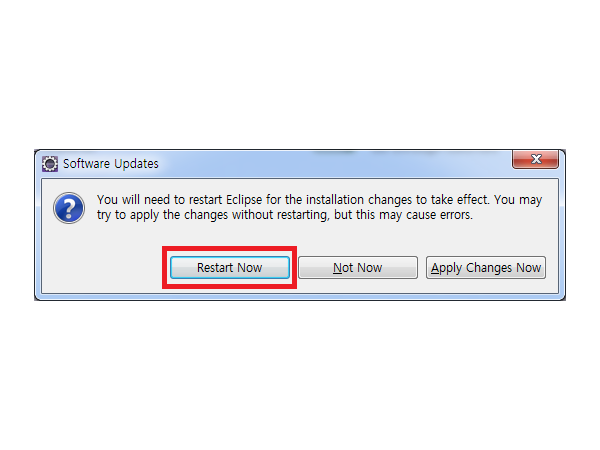 Software Updates
You will need to restart Eclipse for the installation changes to take effect. You may
try to apply the changes without restarting, but this may cause errors.
Restart Now
Not Now
Apply Changes Now